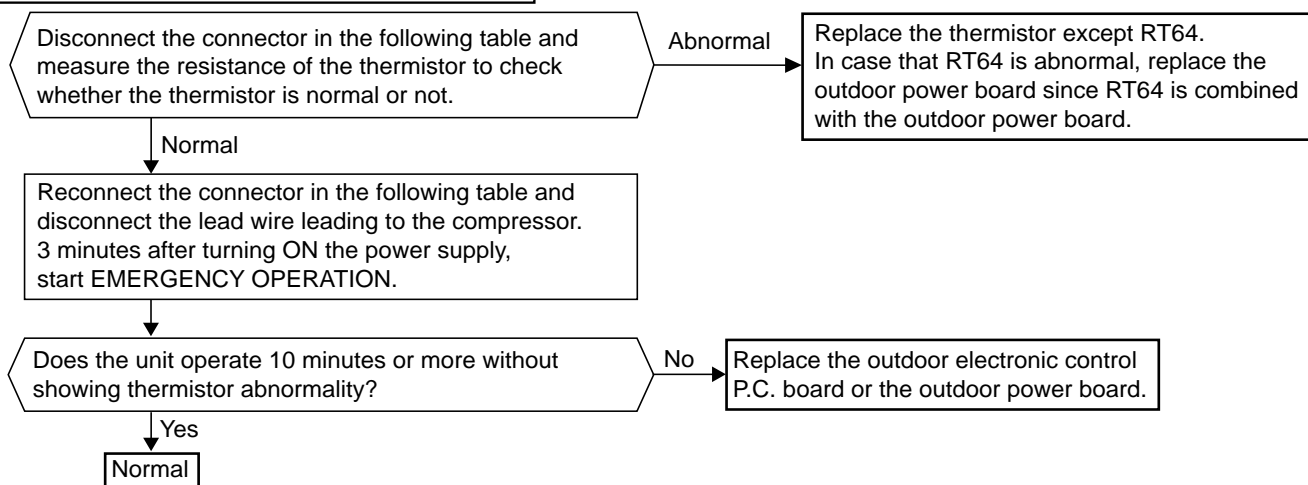 Disconnect the connector in the following table and
measure the resistance of the thermistor to check
whether the thermistor is normal or not.
Abnormal
Replace the thermistor except RT64.
In case that RT64 is abnormal, replace the
outdoor power board since RT64 is combined
with the outdoor power board.
Normal
Reconnect the connector in the following table and
disconnect the lead wire leading to the compressor.
3 minutes after turning ON the power supply,
start EMERGENCY OPERATION.
Does the unit operate 10 minutes or more without
showing thermistor abnormality?
No
Replace the outdoor electronic control
P.C. board or the outdoor power board.
Yes
Normal